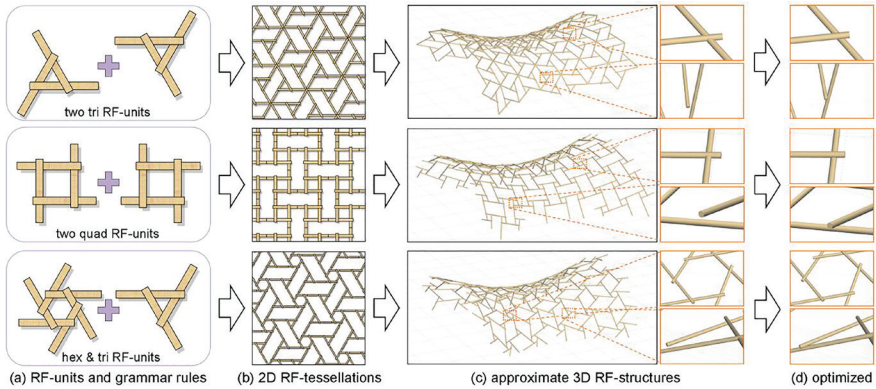 two tri RF-units
two quad RF-units
hex & tri RF-units
(a) RF-units and grammar rules
(b) 2D RF-tessellations
(c) approximate 3D RF-structures
(d) optimized